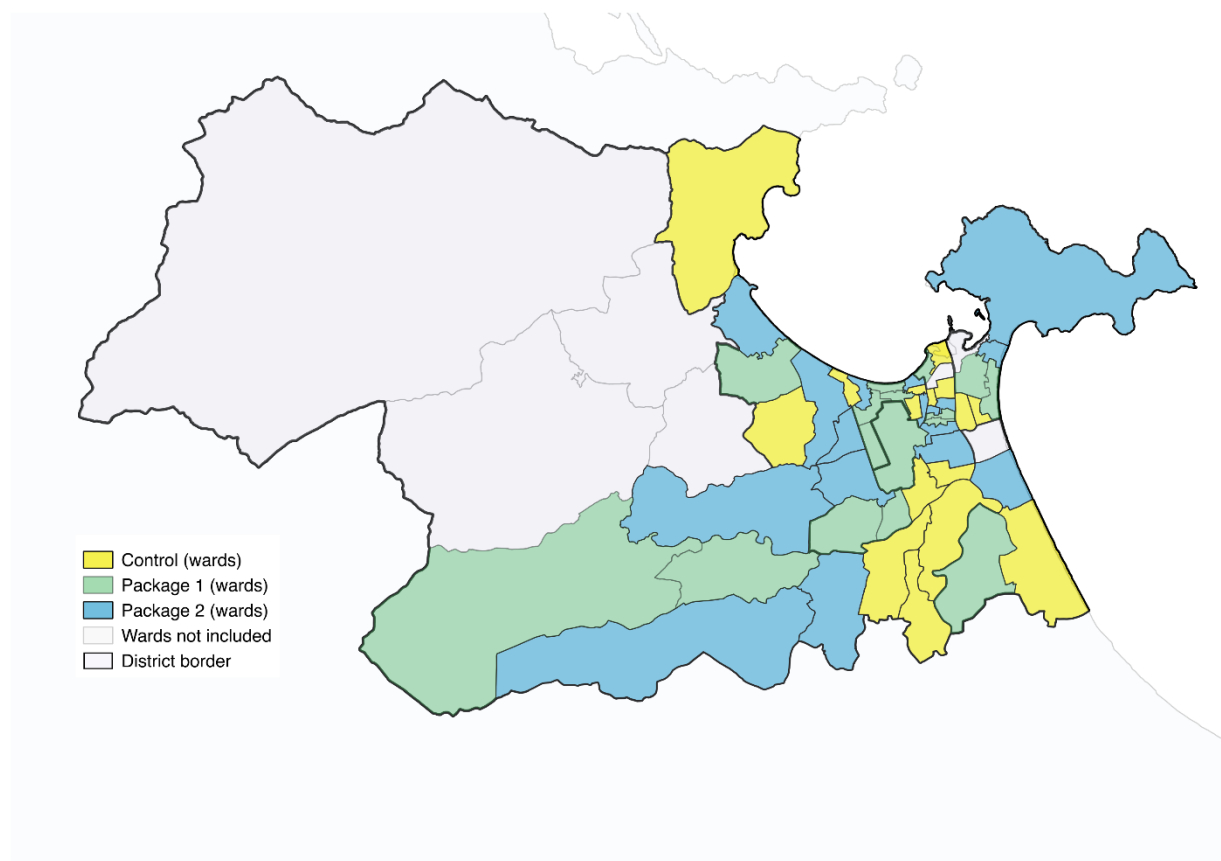 Control (wards)
Package 1 (wards)
Package 2 (wards)
Wards not included
District border